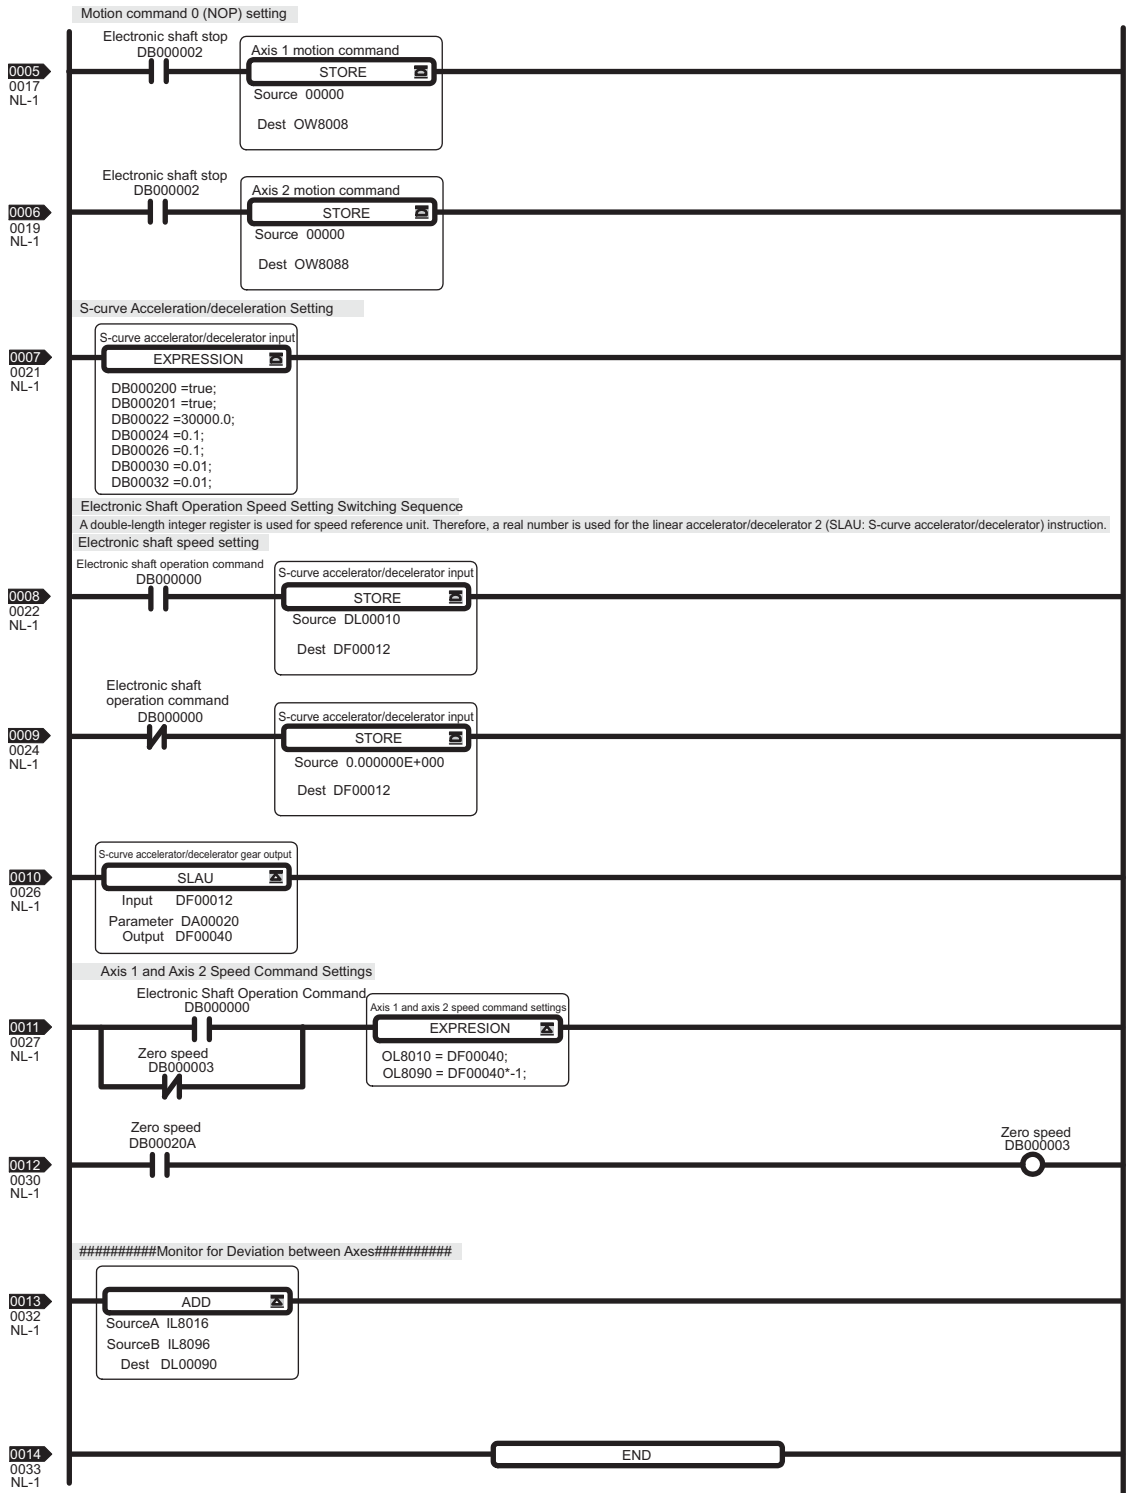 Motion command 0 (NOP) setting
Electronic shaft stop
DB000002
Axis 1 motion command
0005
STORE
0017
NL-1
Source 00000
Dest OW8008
Electronic shaft stop
DB000002
Axis 2 motion command
0006
STORE
0019
NL-1
Source 00000
Dest OW8088
S-curve Acceleration/deceleration Setting
S-curve accelerator/decelerator input
0007
EXPRESSION
0021
NL-1
DB000200 =true;
DB000201 =true;
DB00022 =30000.0;
DB00024 =0.1;
DB00026 =0.1;
DB00030 =0.01;
DB00032 =0.01;
Electronic Shaft Operation Speed Setting Switching Sequence
A double-length integer register is used for speed reference unit. Therefore, a real number is used for the linear accelerator/decelerator 2 (SLAU: S-curve accelerator/decelerator) instruction.
Electronic shaft speed setting
Electronic shaft operation command
DB000000
S-curve accelerator/decelerator input
0008
STORE
0022
NL-1
Source DL00010
Dest DF00012
Electronic shaft
operation command
DB000000
S-curve accelerator/decelerator input
0009
STORE
0024
NL-1
Source 0.000000E+000
Dest DF00012
S-curve accelerator/decelerator gear output
0010
SLAU
0026
NL-1
Input DF00012
Parameter DA00020
Output DF00040
Axis 1 and Axis 2 Speed Command Settings
Electronic Shaft Operation Command
DB000000
Axis 1 and axis 2 speed command settings
0011
EXPRESION
0027
NL-1
Zero speed
DB000003
OL8010 = DF00040;
OL8090 = DF00040*-1;
Zero speed
DB00020A
Zero speed
DB000003
0012
0030
NL-1
##########Monitor for Deviation between Axes##########
0013
ADD
0032
NL-1
SourceA IL8016
SourceB IL8096
Dest DL00090
0014
END
0033
NL-1